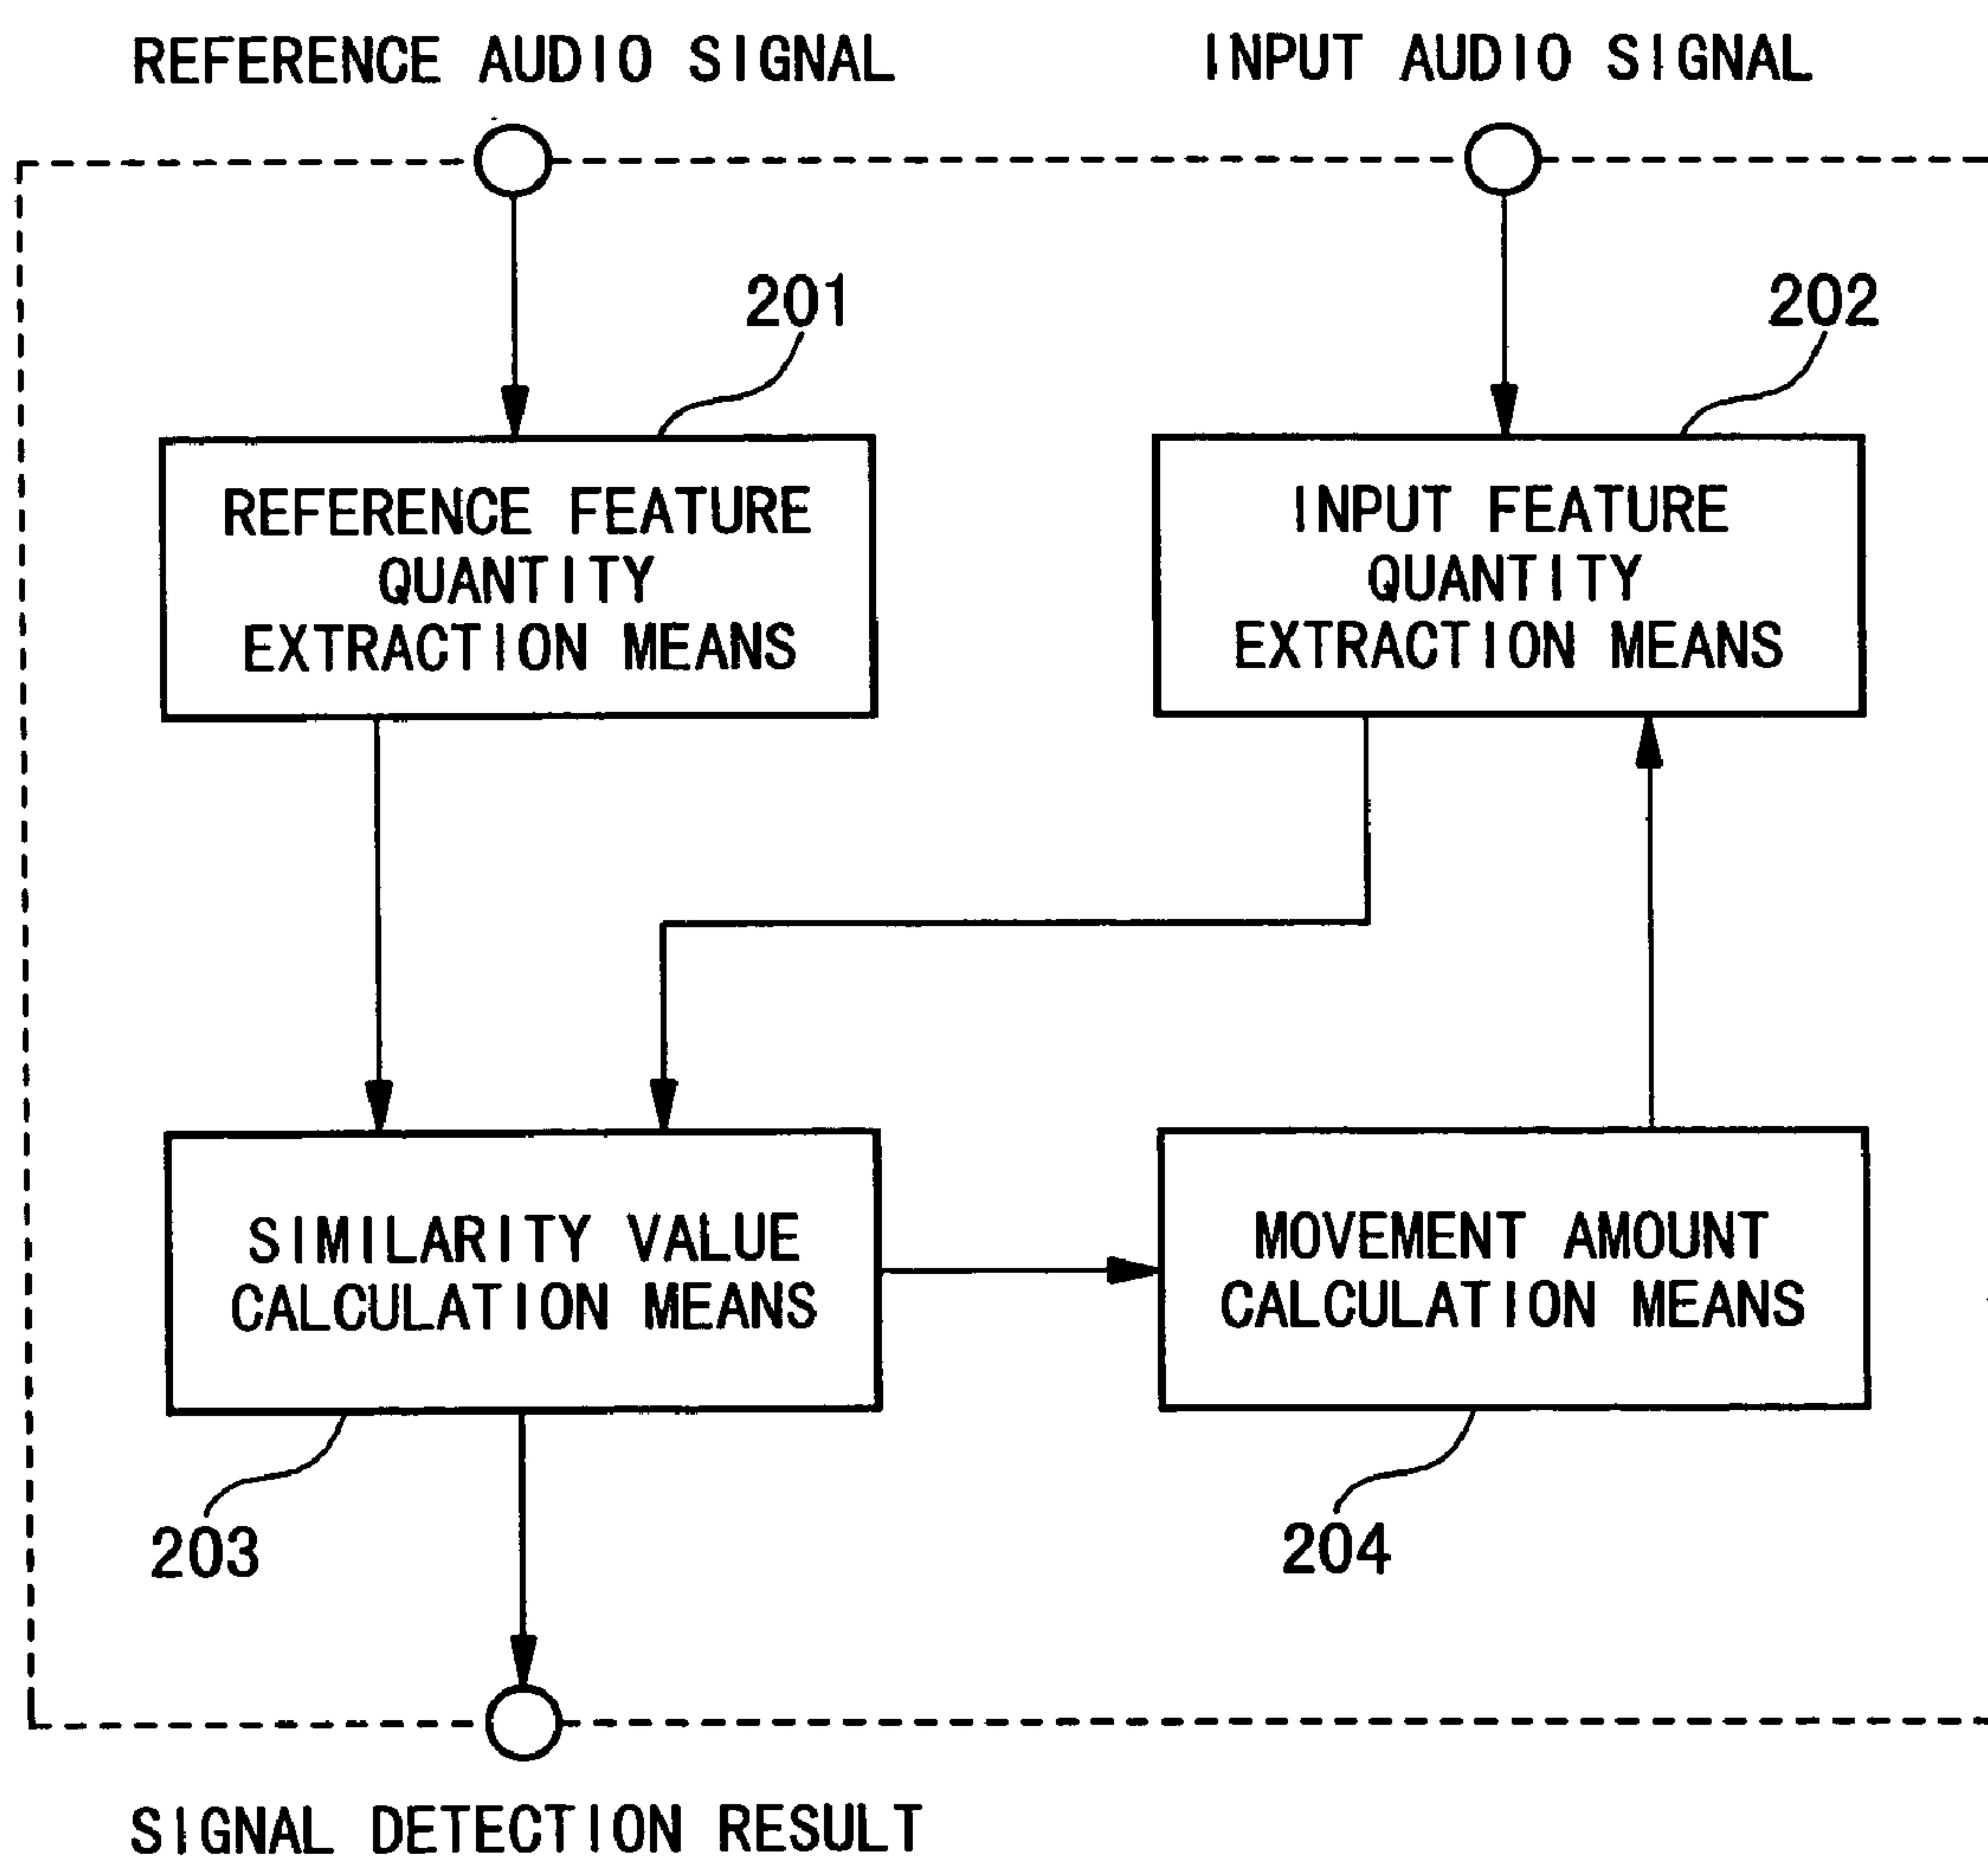 REFERENCE AUDIO SIGNAL
INPUT AUDIO SIGNAL
201
202
REFERENCE FEATURE
QUANTITY
EXTRACTION MEANS
INPUT FEATURE
QUANTITY
EXTRACTION MEANS
SIMILARITY VALUE
CALCULATION MEANS
MOVEMENT AMOUNT
CALCULATION MEANS
203
204
SIGNAL DETECTION RESULT